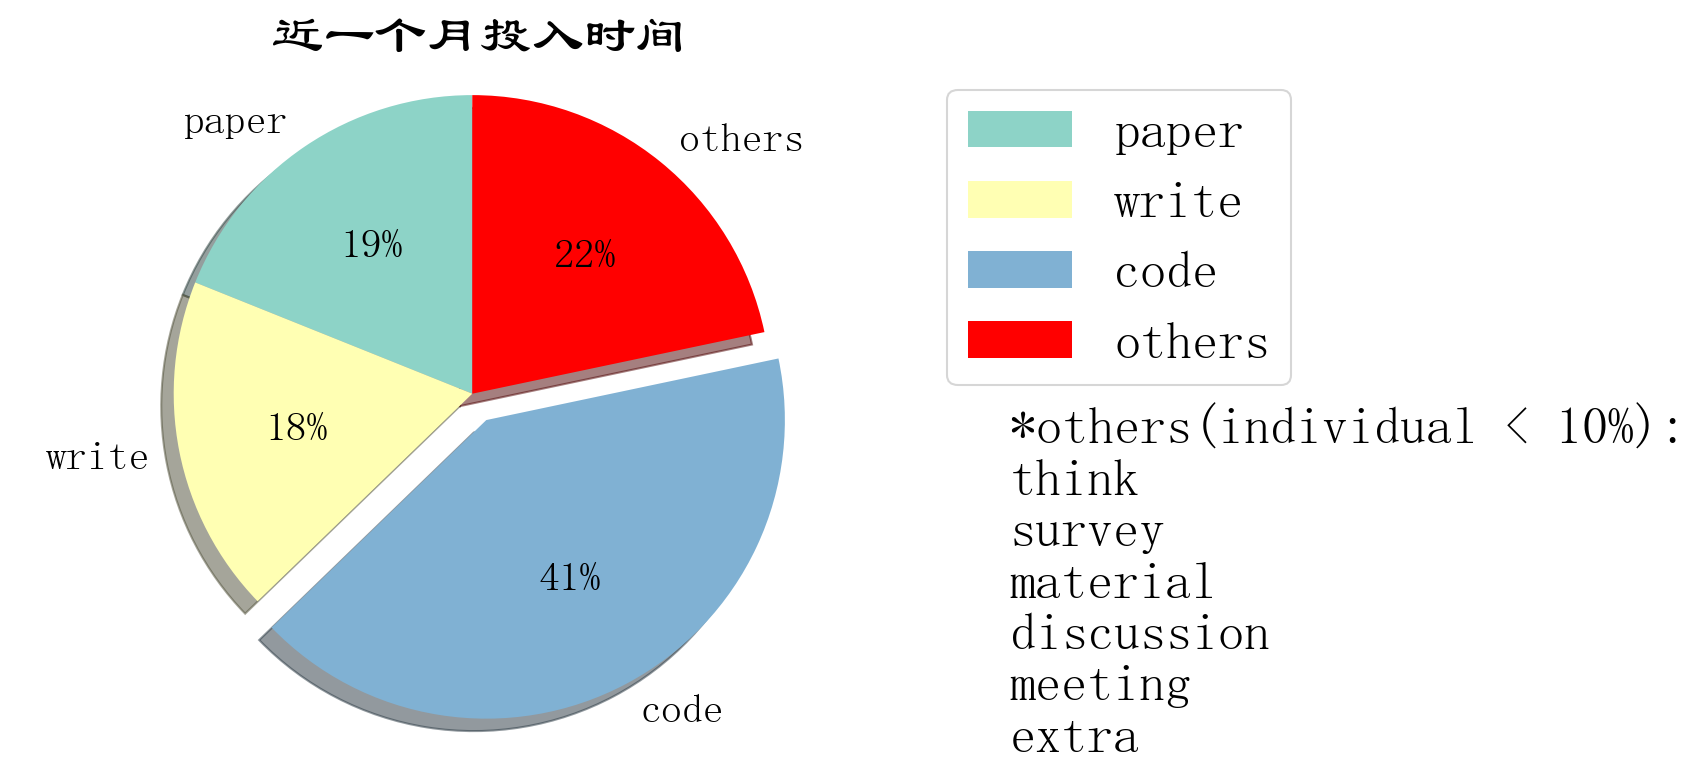 近一个月投入时间
paper
others
19%
22%
18%
write
41%
code
paper
write
code
others
*others(individual < 10%):
think
survey
material
discussion
meeting
extra